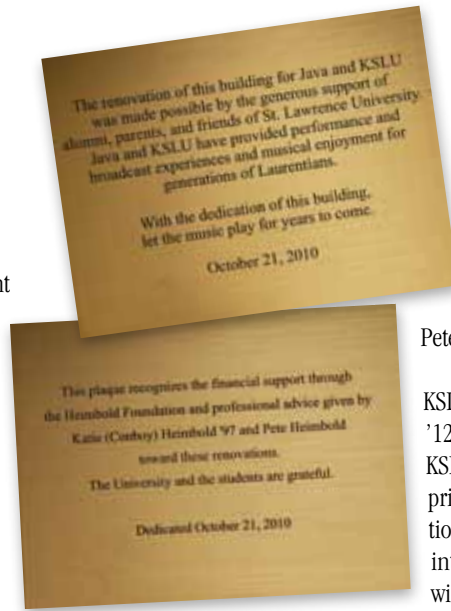 The renovation of this building for Java and KSLU
was made possible by the generous support of
alumni, parents, and friends of St. Lawrence University.
Java and KSLU have provided performance and
broadcast experiences and musical enjoyment for
generations of Laurentians.
With the dedication of this building,
let the music play for years to come.
October 21, 2010
This plaque recognizes the financial support through
the Heimbold Foundation and professional advice given by
Katie (Conboy) Heimbold '97 and Pete Heimbold
toward these renovations.
The University and the students are grateful.
Dedicated October 21, 2010
nt
Pete
KSL
'12
KSL
pri
tion
inv
wi